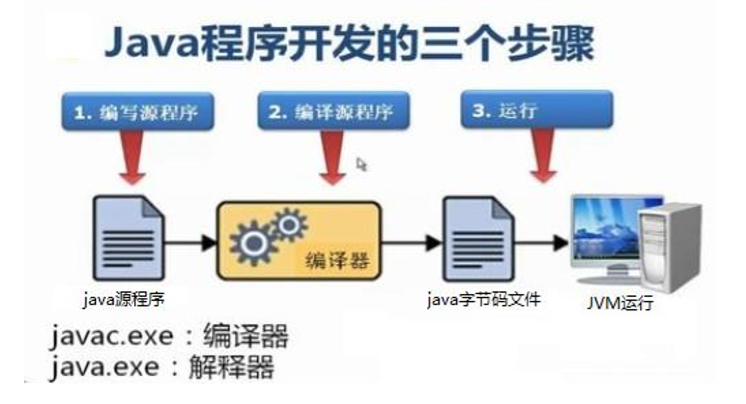 Java程序开发的三个步骤
1. 编写源程序
2. 编译源程序
3. 运行
编译器
java源程序
java字节码文件
JVM运行
javac.exe：编译器
java.exe：解释器